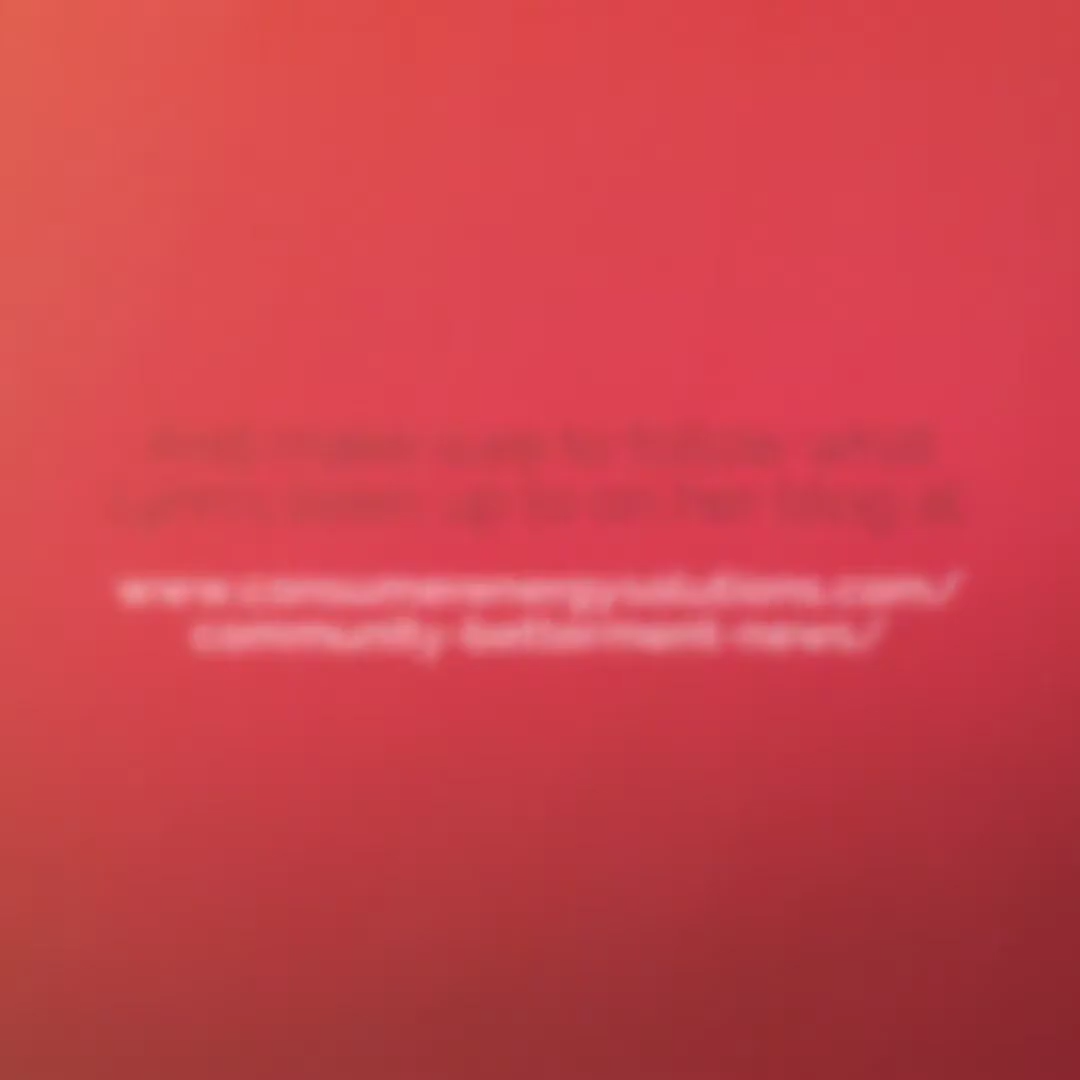 And make sure to follow what
Lynn's been up to on her blog at
www.consumerenergysolutions.com/
community-betterment-news/